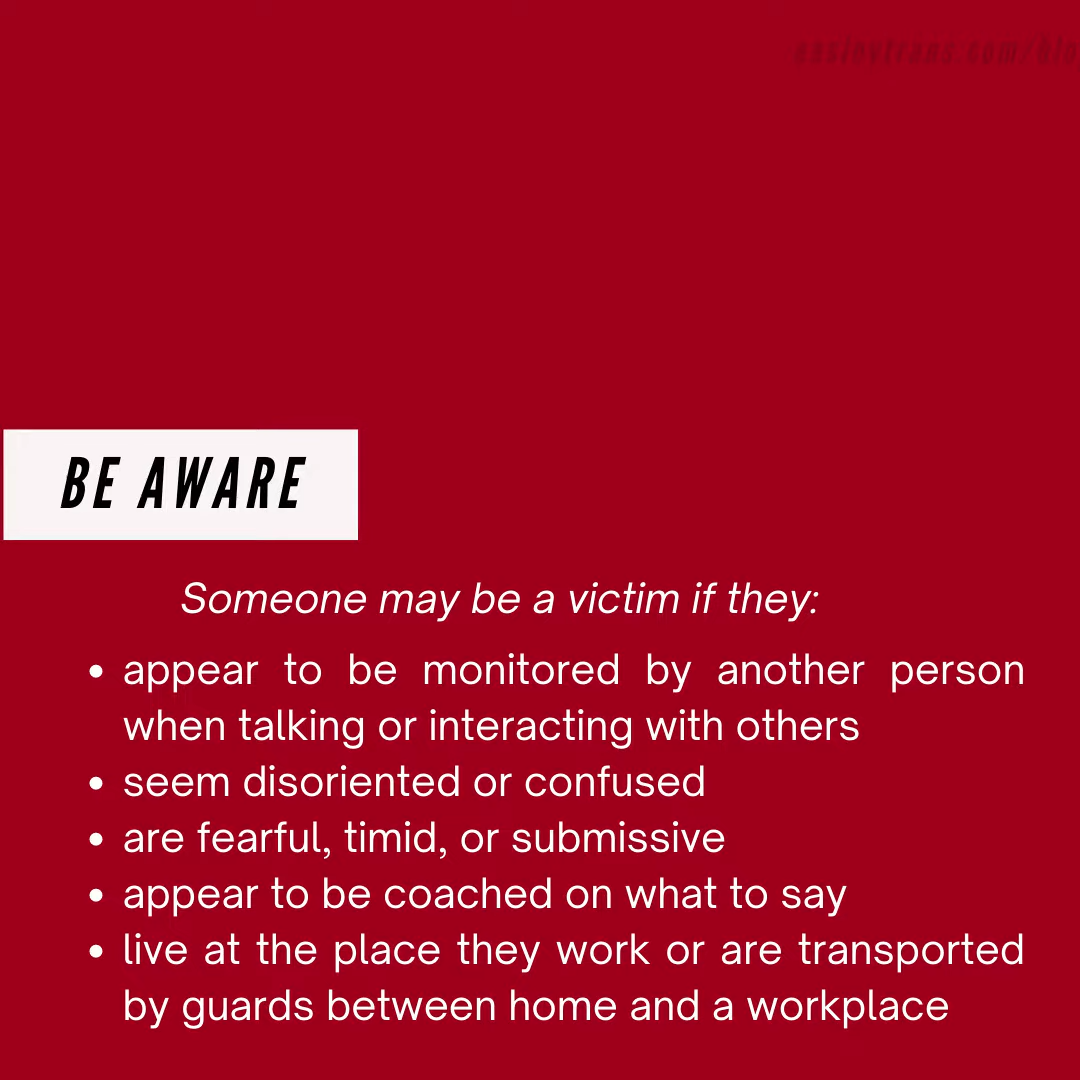 BE AWARE
Someone may be a victim if they:
• appear to be monitored by another person
when talking or interacting with others
• seem disoriented or confused
• are fearful, timid, or submissive
• appear to be coached on what to say
• live at the place they work or are transported
by guards between home and a workplace